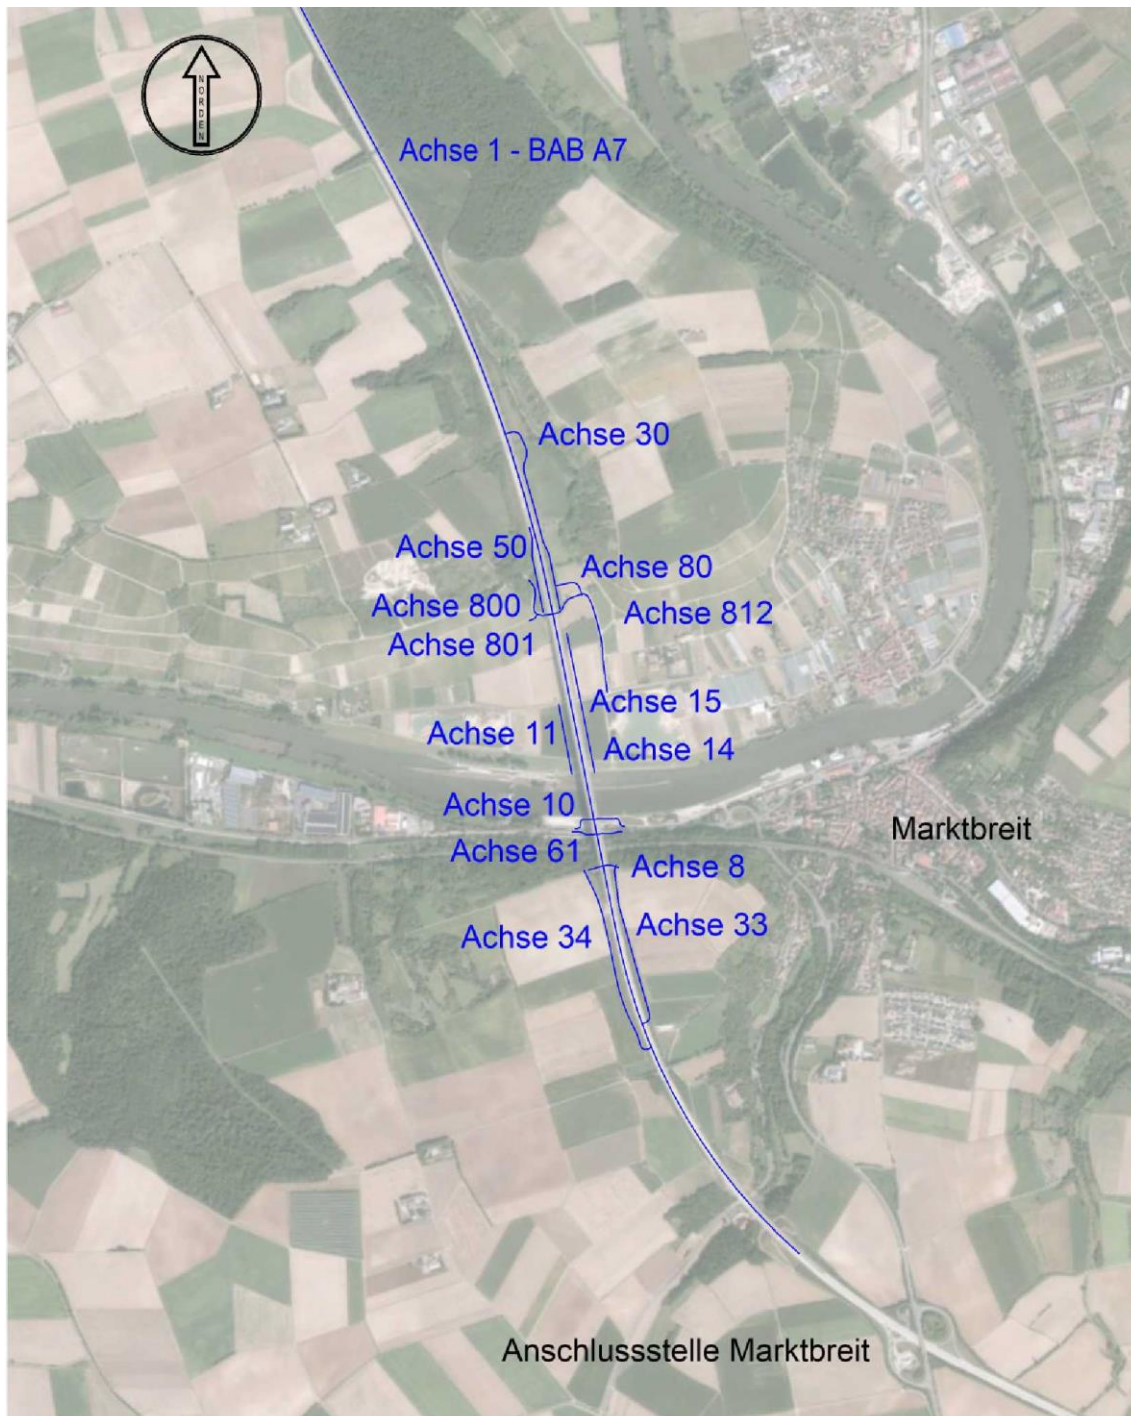 NORDEN
Achse 1 - BAB A7
Achse 30
Achse 50
Achse 80
Achse 800
Achse 812
Achse 801
Achse 15
Achse 11
Achse 14
Achse 10
Marktbreit
Achse 61
Achse 8
Achse 33
Achse 34
Anschlussstelle Marktbreit